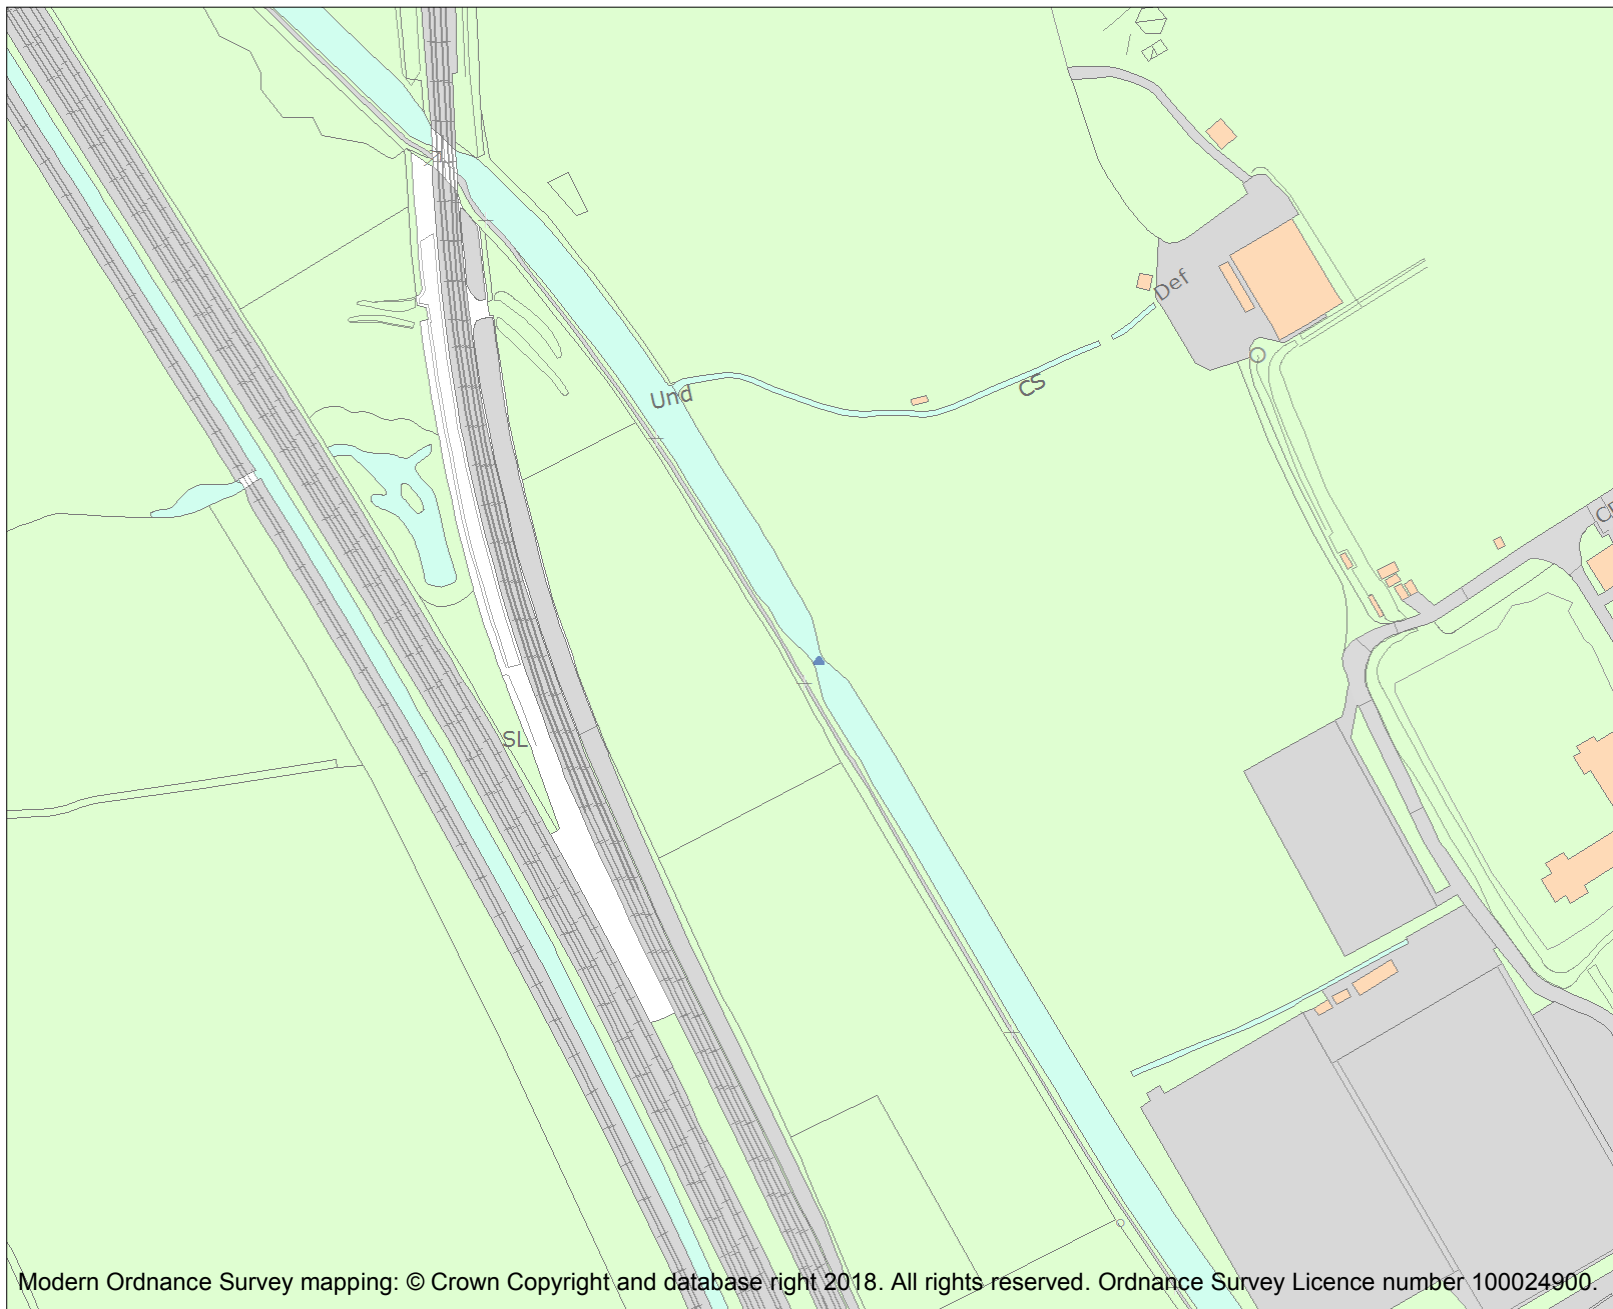 Def
CS
Und
SL
Modern Ordnance Survey mapping: © Crown Copyright and database right 2018. All rights reserved. Ordnance Survey Licence number 100024900.